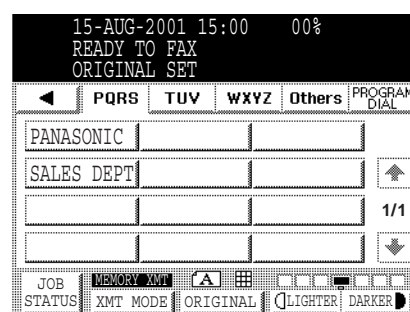 15-AUG-2001 15:00 00%
READY TO FAX
ORIGINAL SET
PQRS TUV WXYZ Others PROGRAM DIAL
PANASONIC
SALES DEPT
1/1
JOB STATUS
MEMORY XMT A
XMT MODE ORIGINAL LIGHTER DARKER